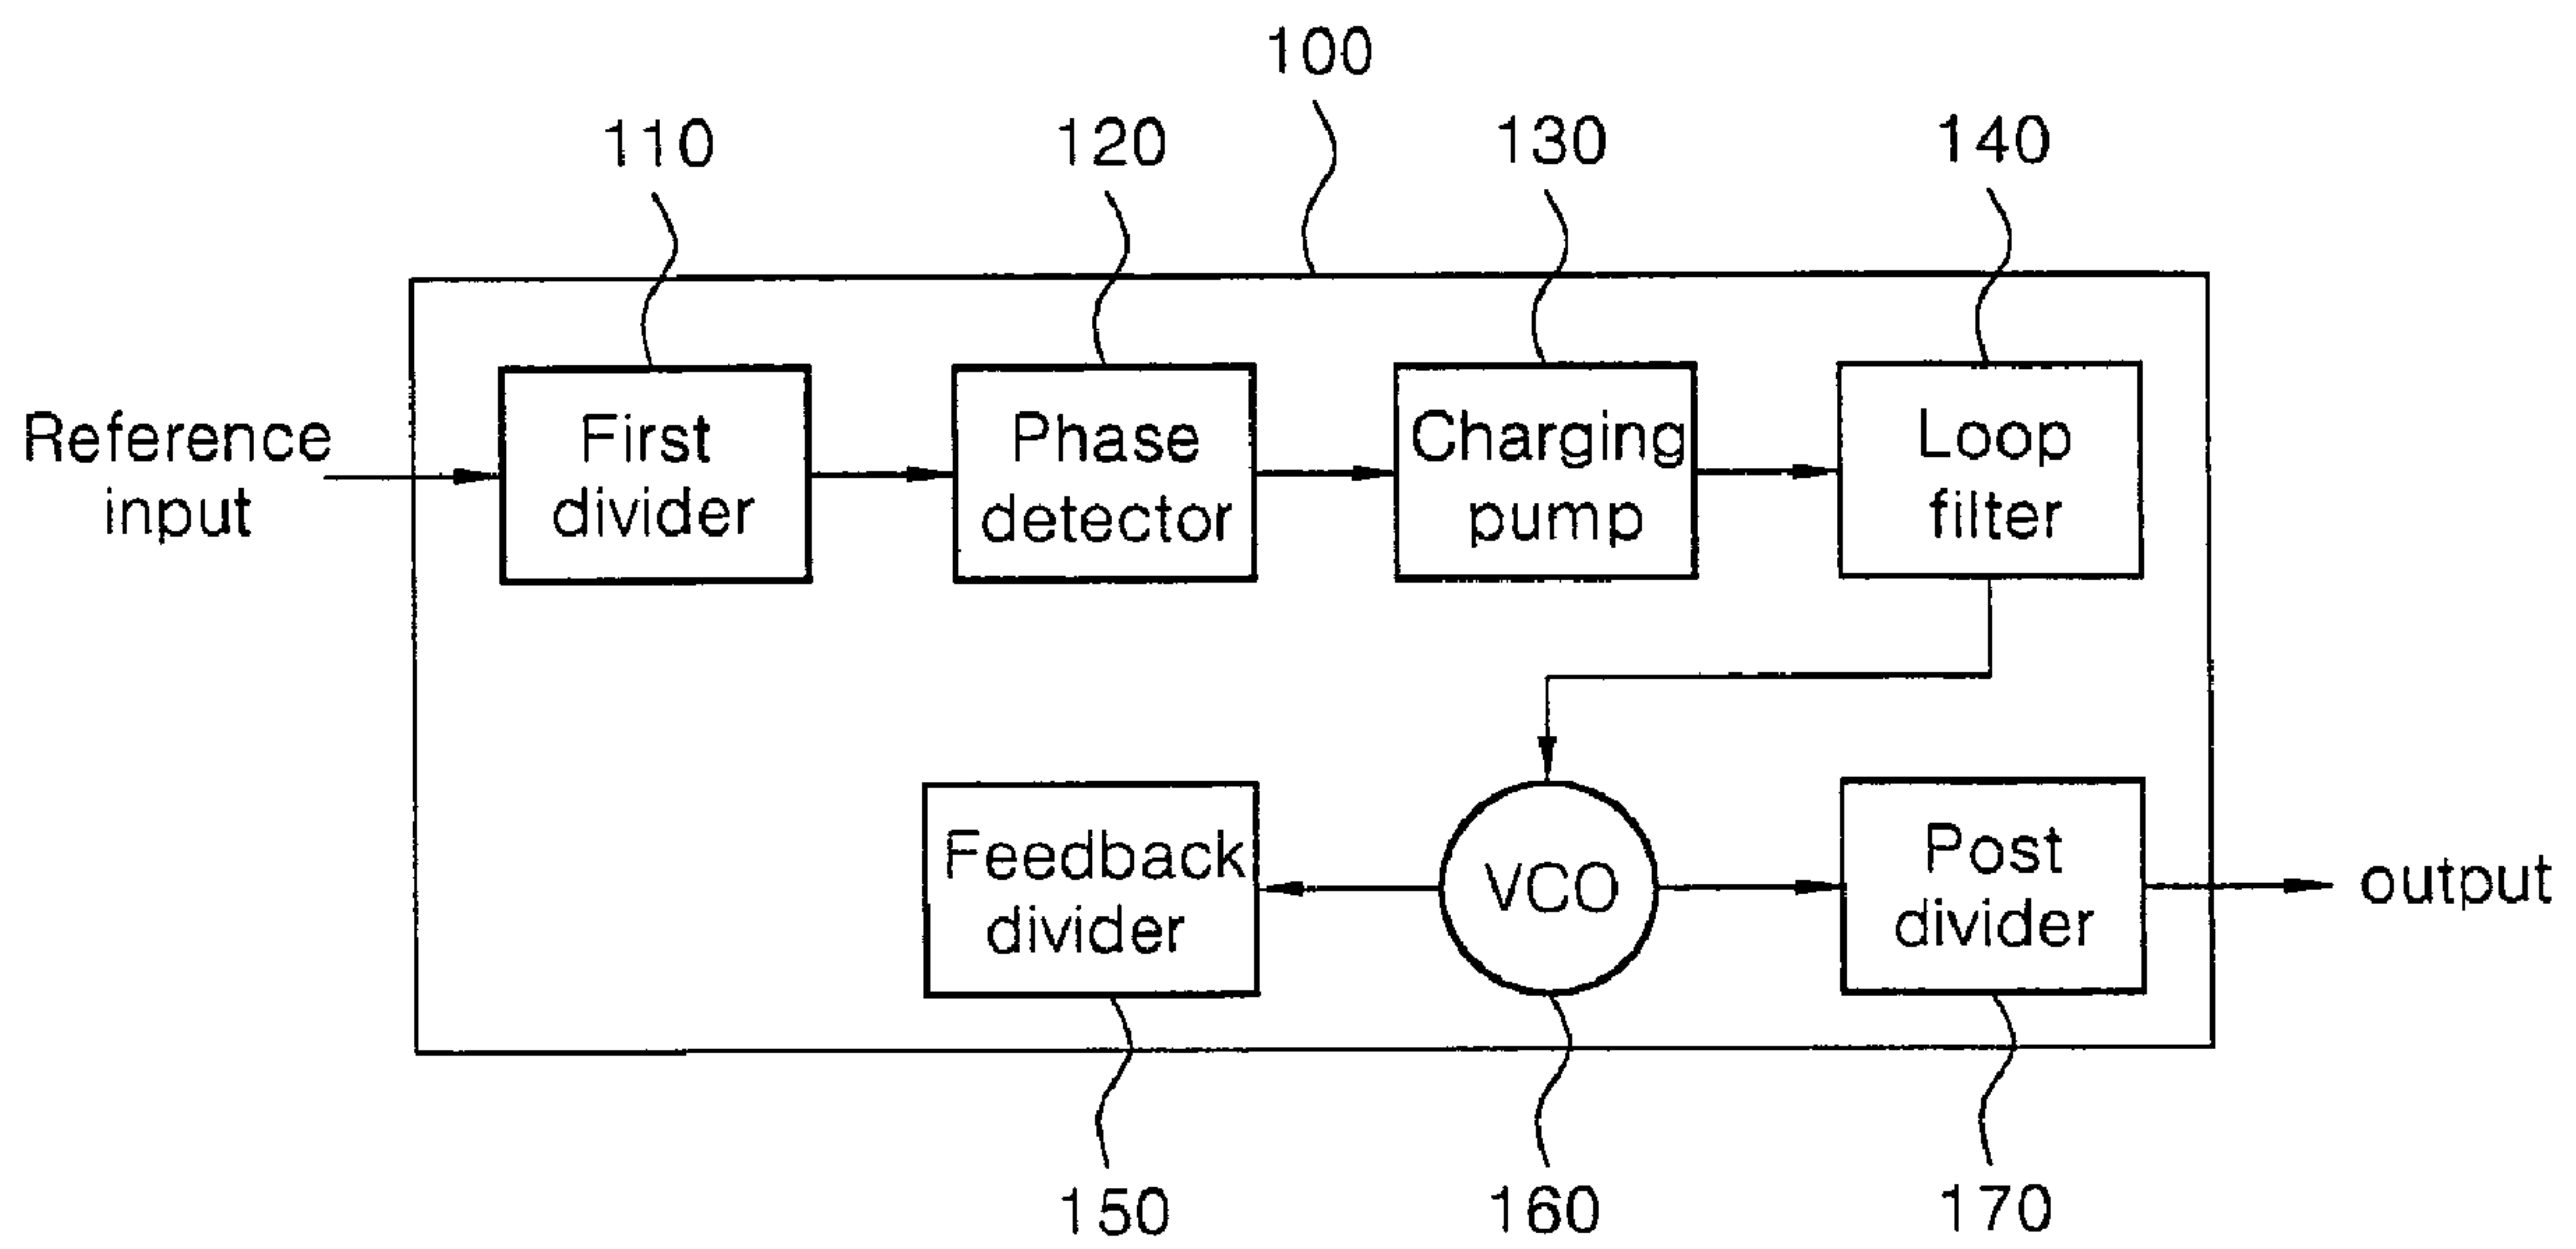 100
110
120
130
140
Reference
input
First
divider
Phase
detector
Charging
pump
Loop
filter
Feedback
divider
VCO
Post
divider
output
150
160
170